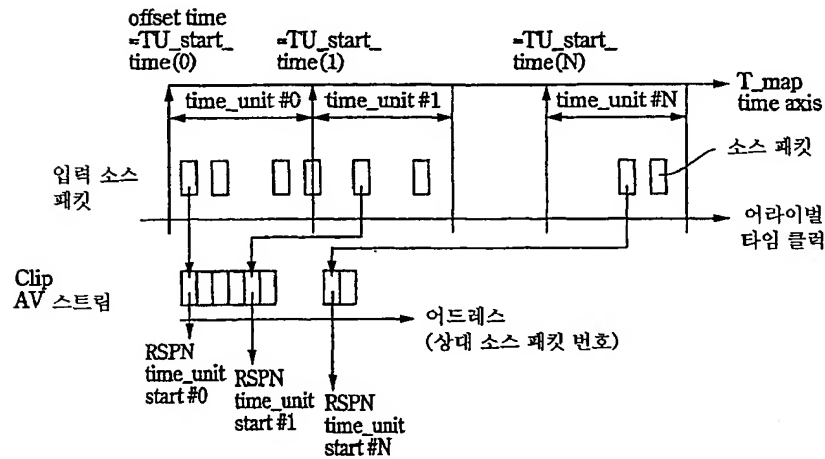 offset time
=TU_start_
time(0)
=TU_start_
time(1)
=TU_start_
time(N)
T_map
time axis
time_unit #0
time_unit #1
time_unit #N
소스 패킷
입력 소스
패킷
어라이벌
타임 클럭
Clip
AV 스트림
어드레스
(상대 소스 패킷 번호)
RSPN
time_unit
start #0
RSPN
time_unit
start #1
RSPN
time_unit
start #N